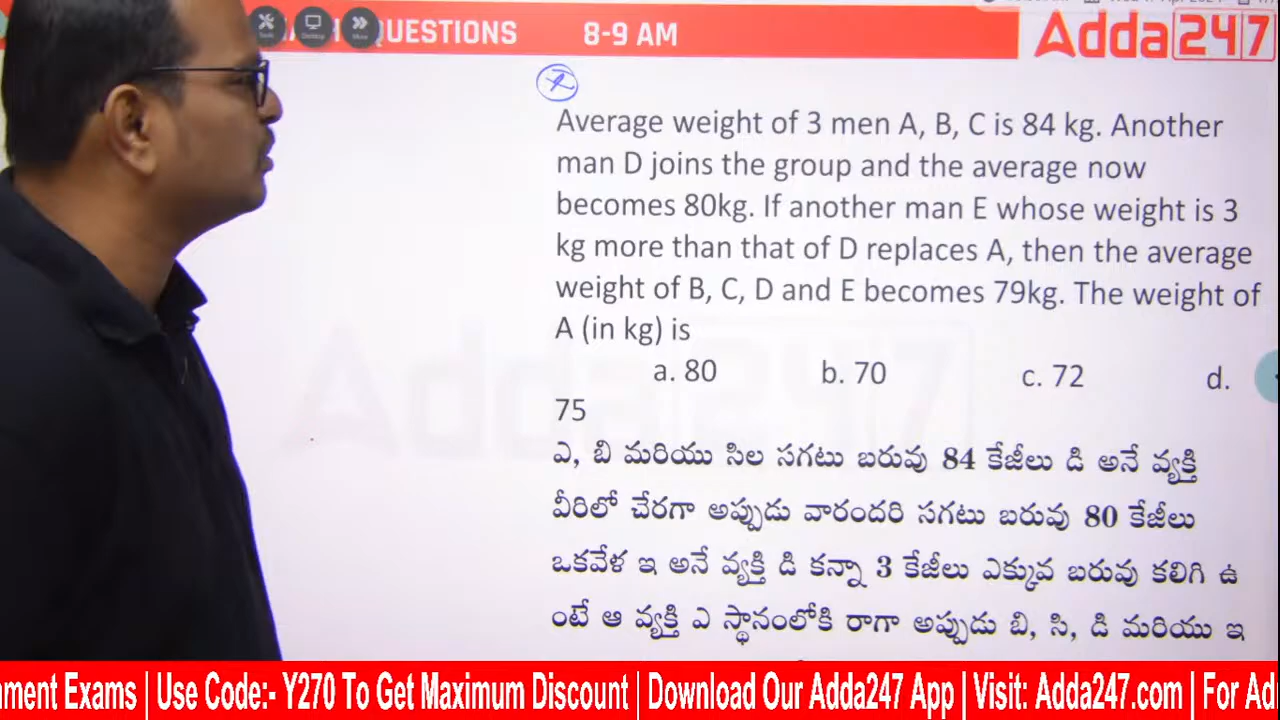 QUESTIONS 8-9 AM
Adda247
Average weight of 3 men A, B, C is 84 kg. Another
man D joins the group and the average now
becomes 80kg. If another man E whose weight is 3
kg more than that of D replaces A, then the average
weight of B, C, D and E becomes 79kg. The weight of
A (in kg) is
a. 80 b. 70 c. 72 d.
75
ఎ, బి మరియు సిల సగటు బరువు 84 కేజీలు డి అనే వ్యక్తి
వీరిలో చేరగా అప్పుడు వారందరి సగటు బరువు 80 కేజీలు
ఒకవేళ ఇ అనే వ్యక్తి డి కన్నా 3 కేజీలు ఎక్కువ బరువు కలిగి ఉ
ంటే ఆ వ్యక్తి ఎ స్థానంలోకి రాగా అప్పుడు బి, సి, డి మరియు ఇ
Adda247
nment Exams | Use Code:- Y270 To Get Maximum Discount | Download Our Adda247 App | Visit: Adda247.com | For Ad